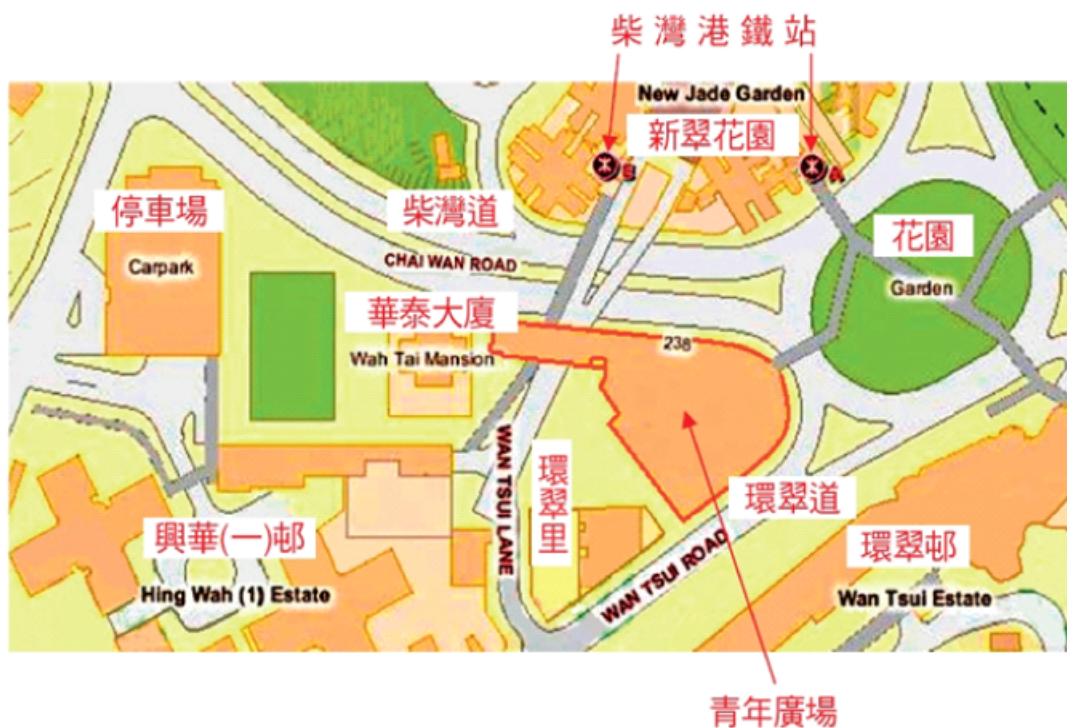 柴灣港鐵站
New Jade Garden
新翠花園
E
A
停車場
Carpark
柴灣道
CHAI WAN ROAD
花園
Garden
華泰大廈
Wah Tai Mansion
238
WAN TSUI LANE
環翠里
環翠道
WAN TSUI ROAD
興華(一)邨
Hing Wah (1) Estate
環翠邨
Wan Tsui Estate
青年廣場